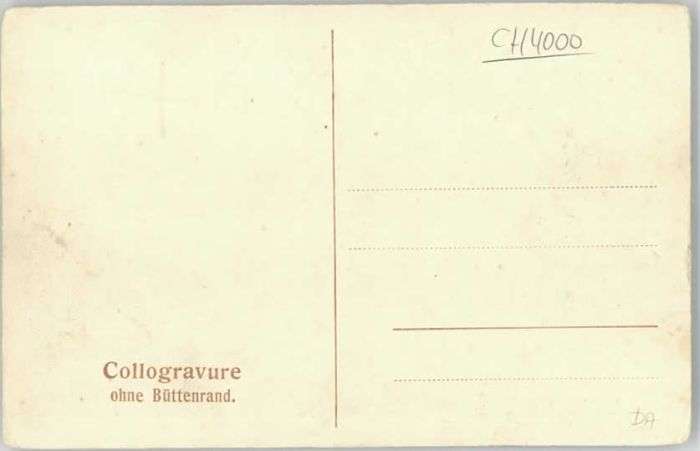 CH4000
Collogravure
ohne Büttenrand.
DA